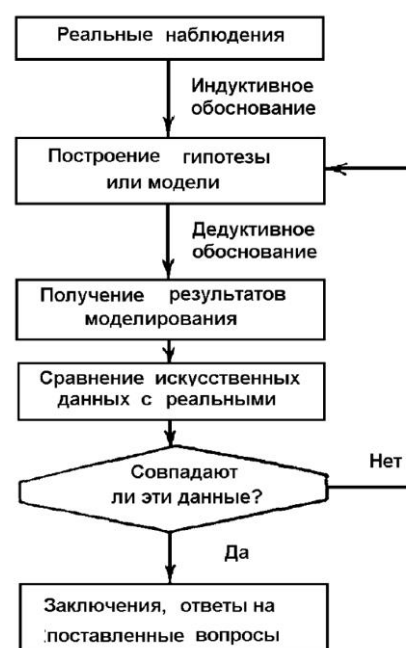 Реальные наблюдения
Индуктивное
обоснование
Построение гипотезы
или модели
Дедуктивное
обоснование
Получение результатов
моделирования
Сравнение искусственных
данных с реальными
Совпадают
ли эти данные?
Нет
Да
Заключения, ответы на
поставленные вопросы